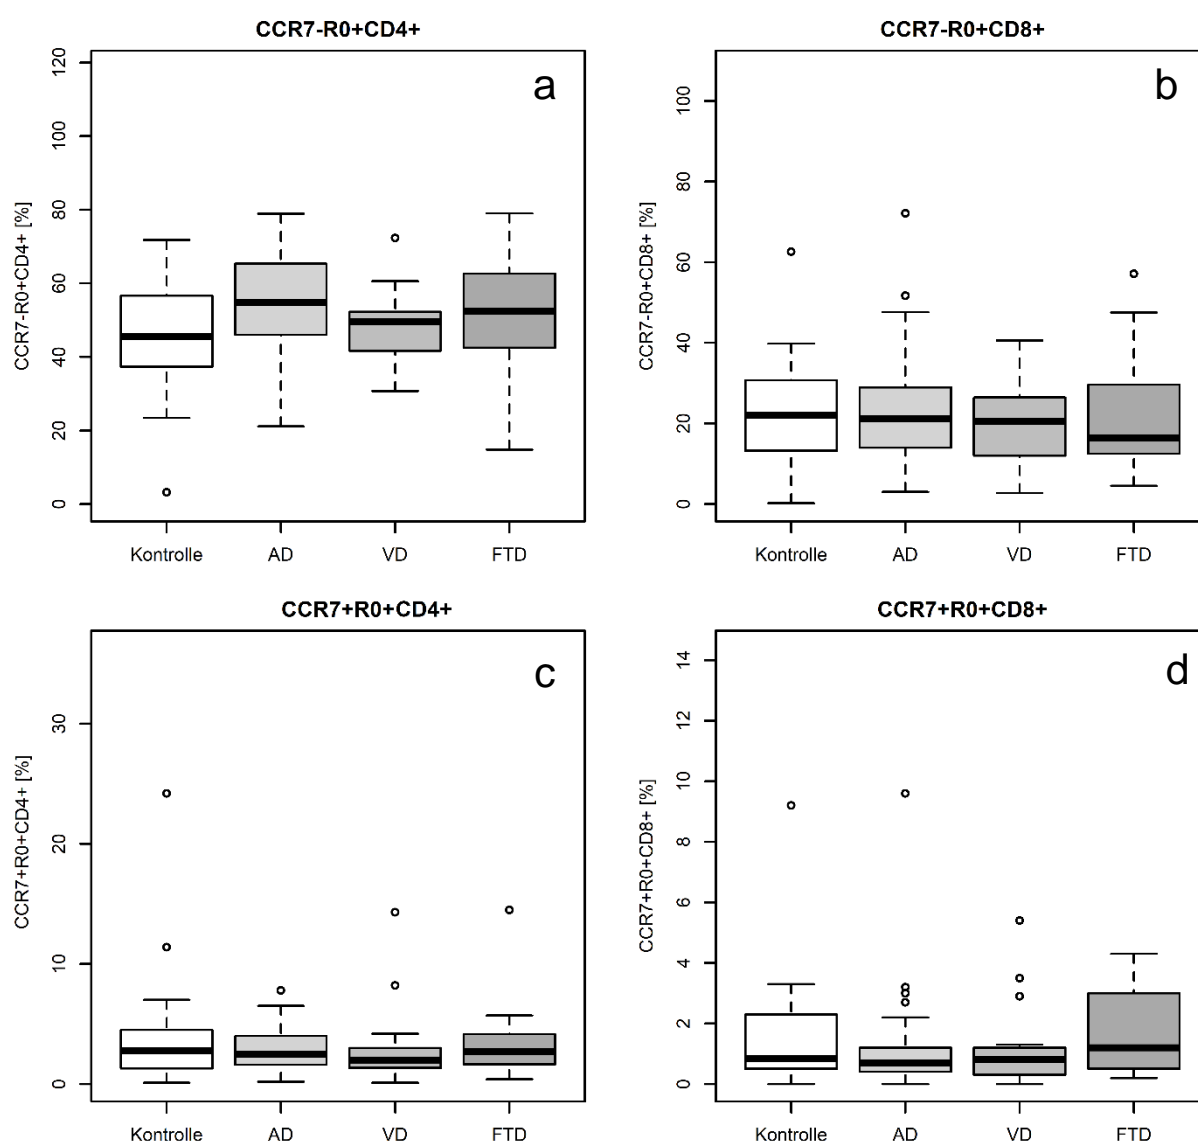 CCR7-R0+CD4+
a
CCR7-R0+CD4+ [%]
120
100
80
60
40
20
0
Kontrolle AD VD FTD
CCR7-R0+CD8+
b
CCR7-R0+CD8+ [%]
100
80
60
40
20
0
Kontrolle AD VD FTD
CCR7+R0+CD4+
c
CCR7+R0+CD4+ [%]
30
20
10
0
Kontrolle AD VD FTD
CCR7+R0+CD8+
d
CCR7+R0+CD8+ [%]
14
12
10
8
6
4
2
0
Kontrolle AD VD FTD